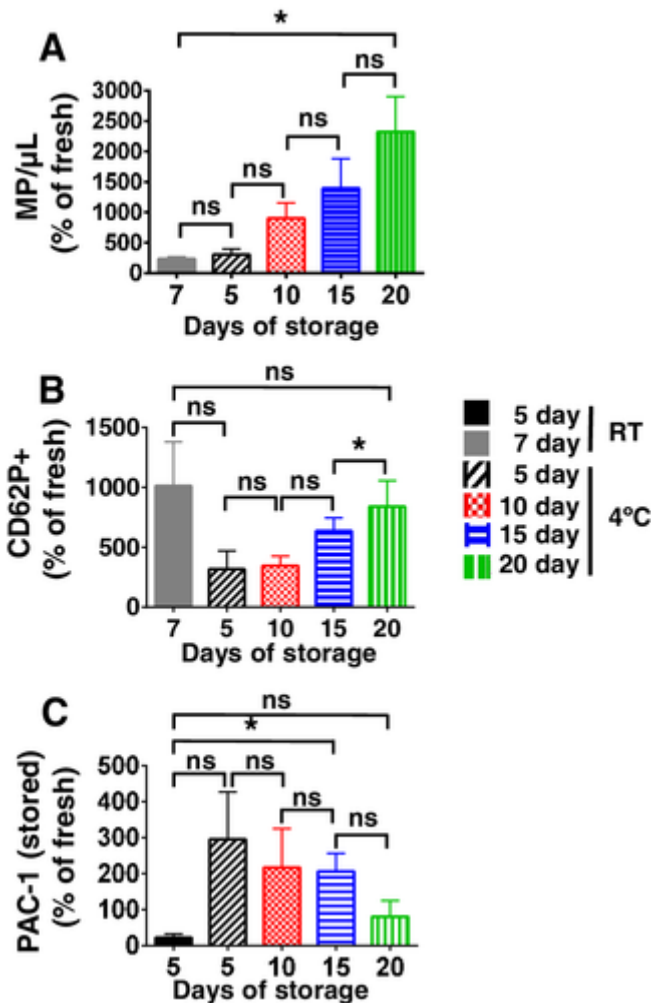 A
*
ns
ns
ns
ns
MP/µL
(% of fresh)
3000
2500
2000
1500
1000
500
0
7 5 10 15 20
Days of storage
B
ns
ns
*
ns ns
CD62P+
(% of fresh)
1500
1000
500
0
7 5 10 15 20
Days of storage
5 day
7 day
RT
5 day
10 day
15 day
20 day
4°C
C
ns
*
ns ns
ns
ns
PAC-1 (stored)
(% of fresh)
500
400
300
200
100
0
5 5 10 15 20
Days of storage